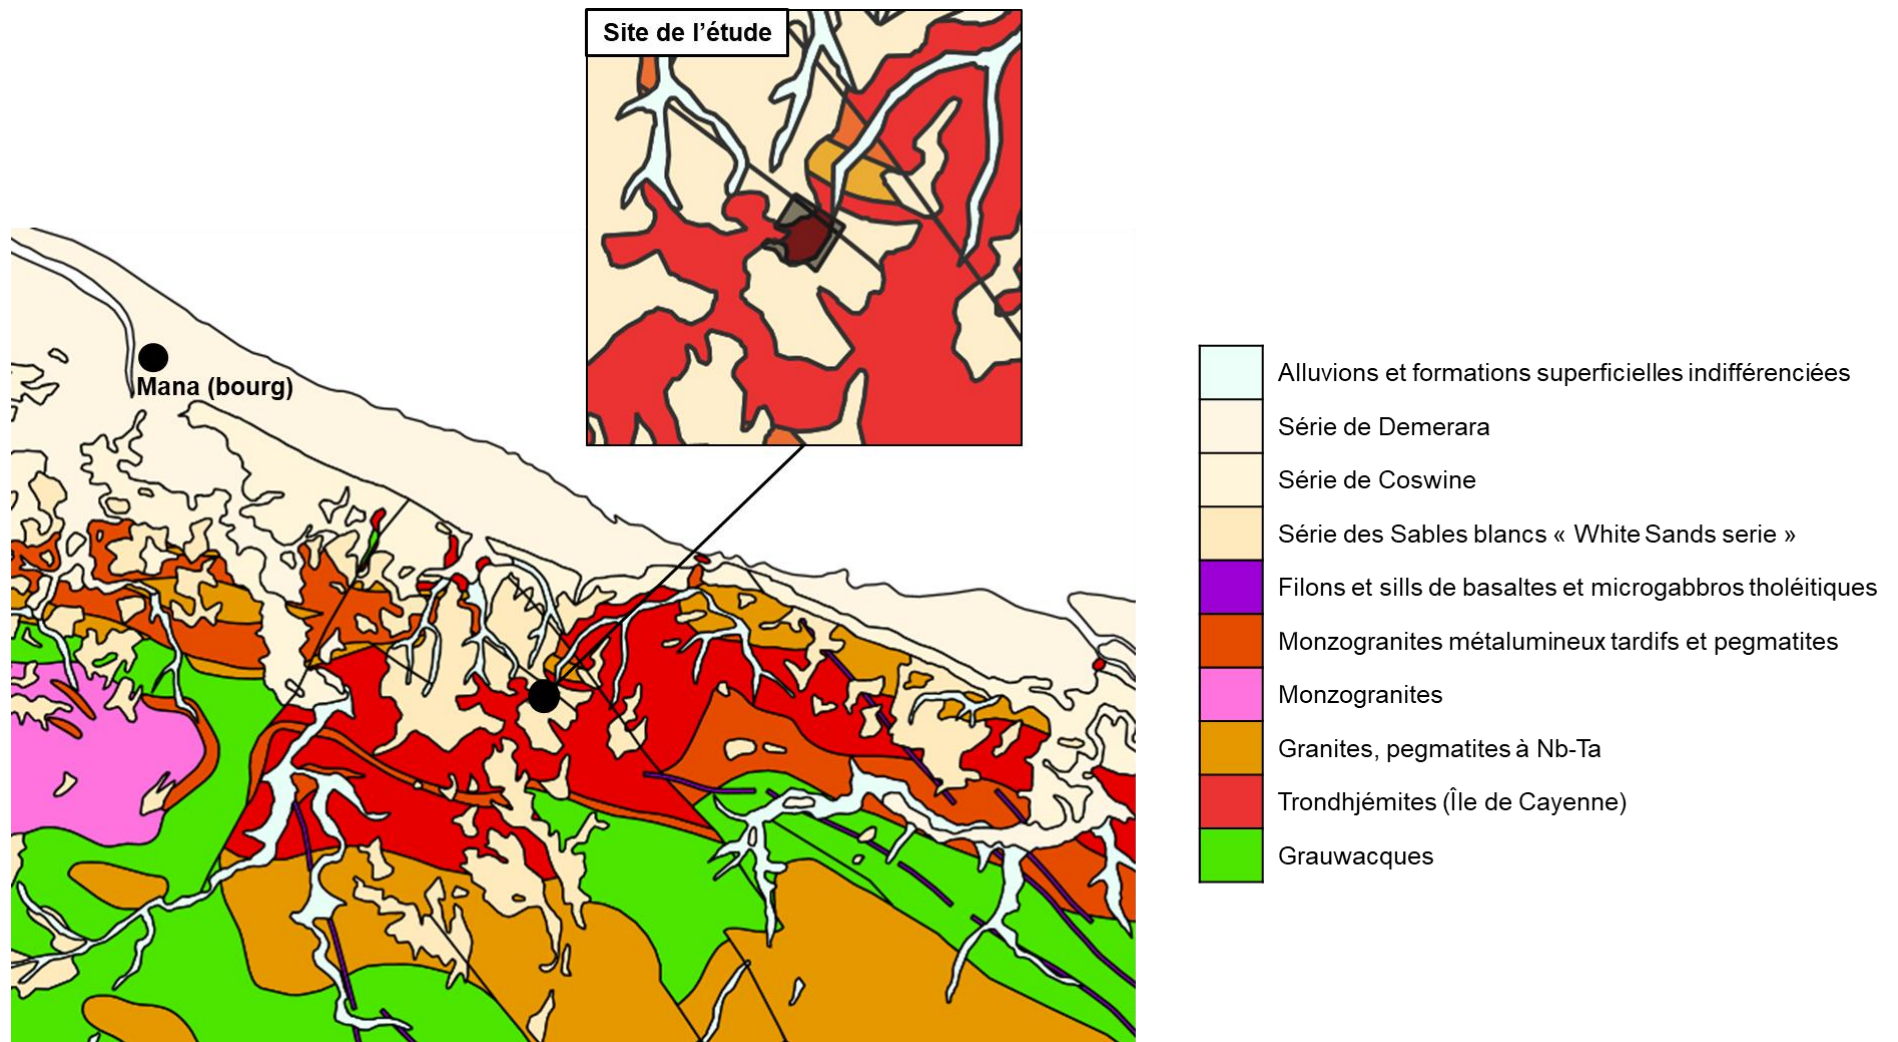 Site de l’étude
Mana (bourg)
Alluvions et formations superficielles indifférenciées
Série de Demerara
Série de Coswine
Série des Sables blancs « White Sands serie »
Filons et sills de basaltes et microgabbros tholéitiques
Monzogranites métalumineux tardifs et pegmatites
Monzogranites
Granites, pegmatites à Nb-Ta
Trondhjémites (Île de Cayenne)
Grauwacques